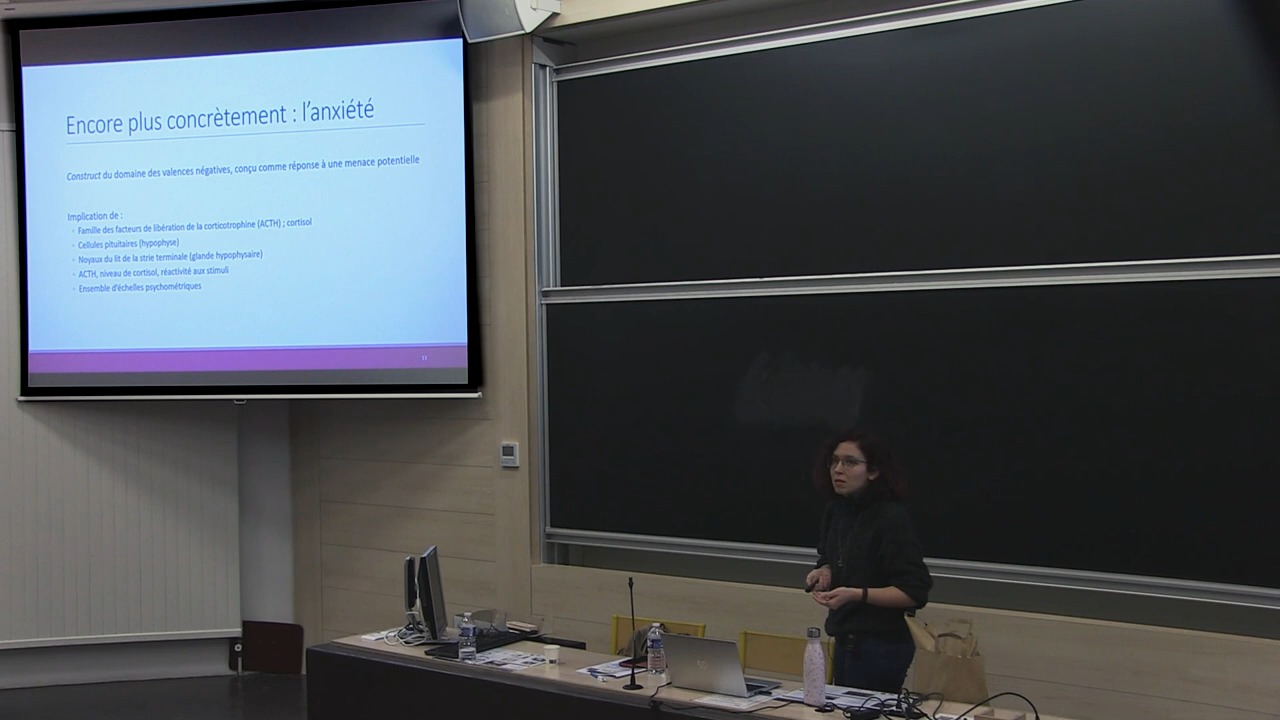 Encore plus concrètement : l'anxiété
Construct du domaine des valences négatives, conçu comme réponse à une menace potentielle
Implication de :
◦ Famille des facteurs de libération de la corticotrophine (ACTH) ; cortisol
◦ Cellules pituitaires (hypophyse)
◦ Noyaux du lit de la strie terminale (glande hypophysaire)
◦ ACTH, niveau de cortisol, réactivité aux stimuli
◦ Ensemble d'échelles psychométriques
11